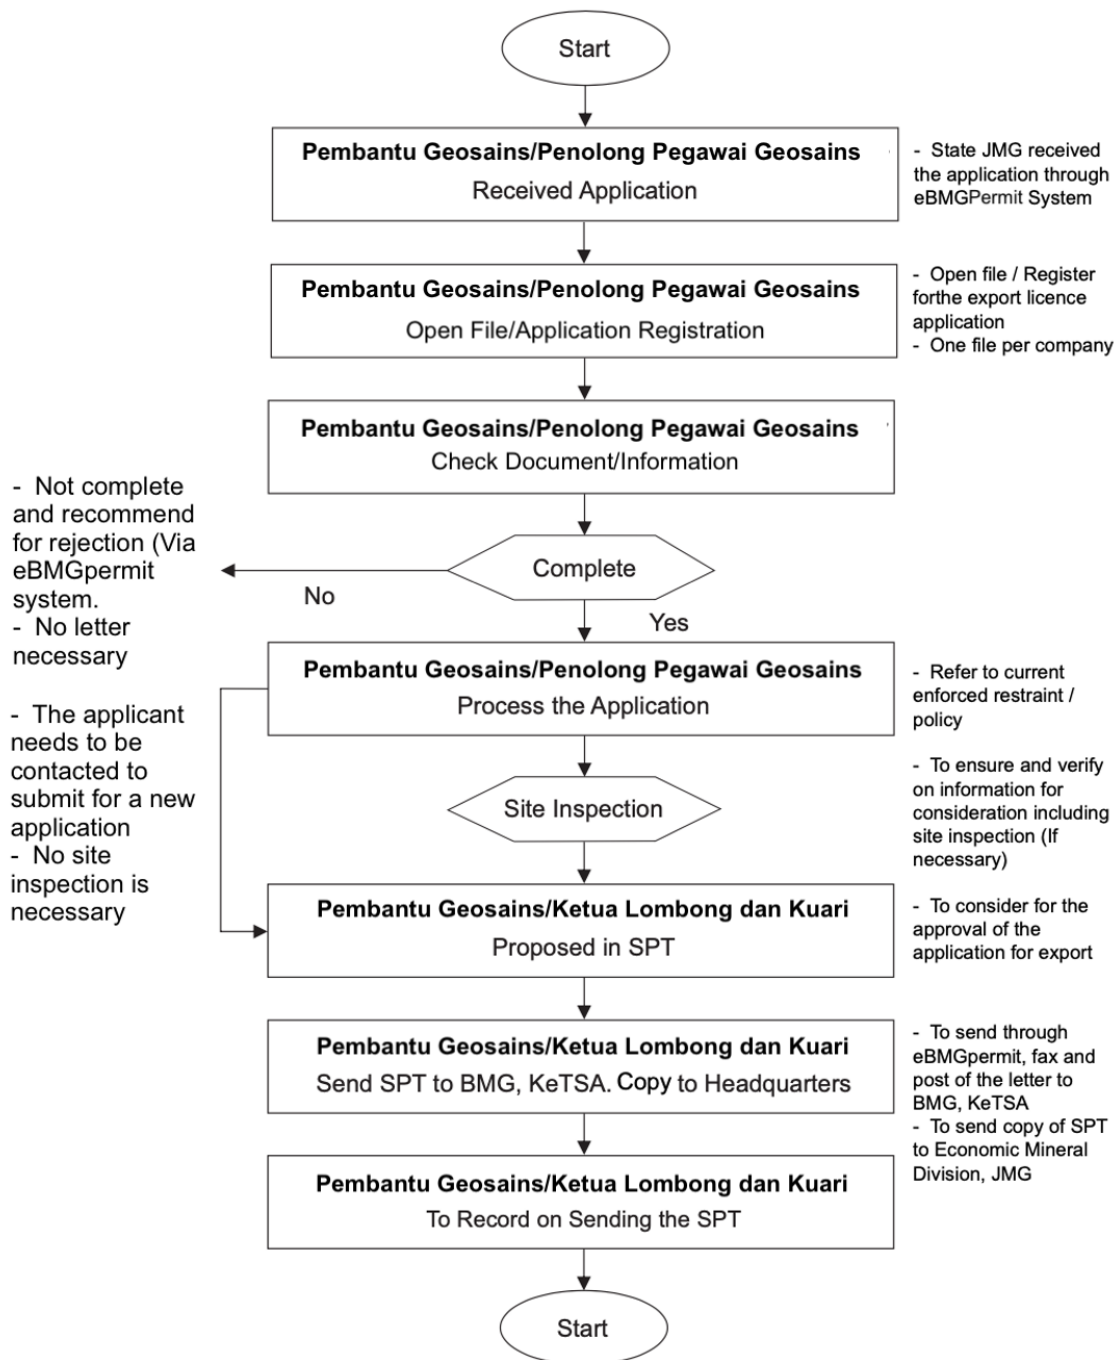 Start
Pembantu Geosains/Penolong Pegawai Geosains
Received Application
- State JMG received
the application through
eBMGPermit System
Pembantu Geosains/Penolong Pegawai Geosains
Open File/Application Registration
- Open file / Register
forthe export licence
application
- One file per company
Pembantu Geosains/Penolong Pegawai Geosains
Check Document/Information
- Not complete
and recommend
for rejection (Via
eBMGpermit
system.
- No letter
necessary
Complete
No
Yes
Pembantu Geosains/Penolong Pegawai Geosains
Process the Application
- Refer to current
enforced restraint /
policy
- The applicant
needs to be
contacted to
submit for a new
application
- No site
inspection is
necessary
Site Inspection
- To ensure and verify
on information for
consideration including
site inspection (If
necessary)
Pembantu Geosains/Ketua Lombong dan Kuari
Proposed in SPT
- To consider for the
approval of the
application for export
Pembantu Geosains/Ketua Lombong dan Kuari
Send SPT to BMG, KeTSA. Copy to Headquarters
- To send through
eBMGpermit, fax and
post of the letter to
BMG, KeTSA
- To send copy of SPT
to Economic Mineral
Division, JMG
Pembantu Geosains/Ketua Lombong dan Kuari
To Record on Sending the SPT
Start